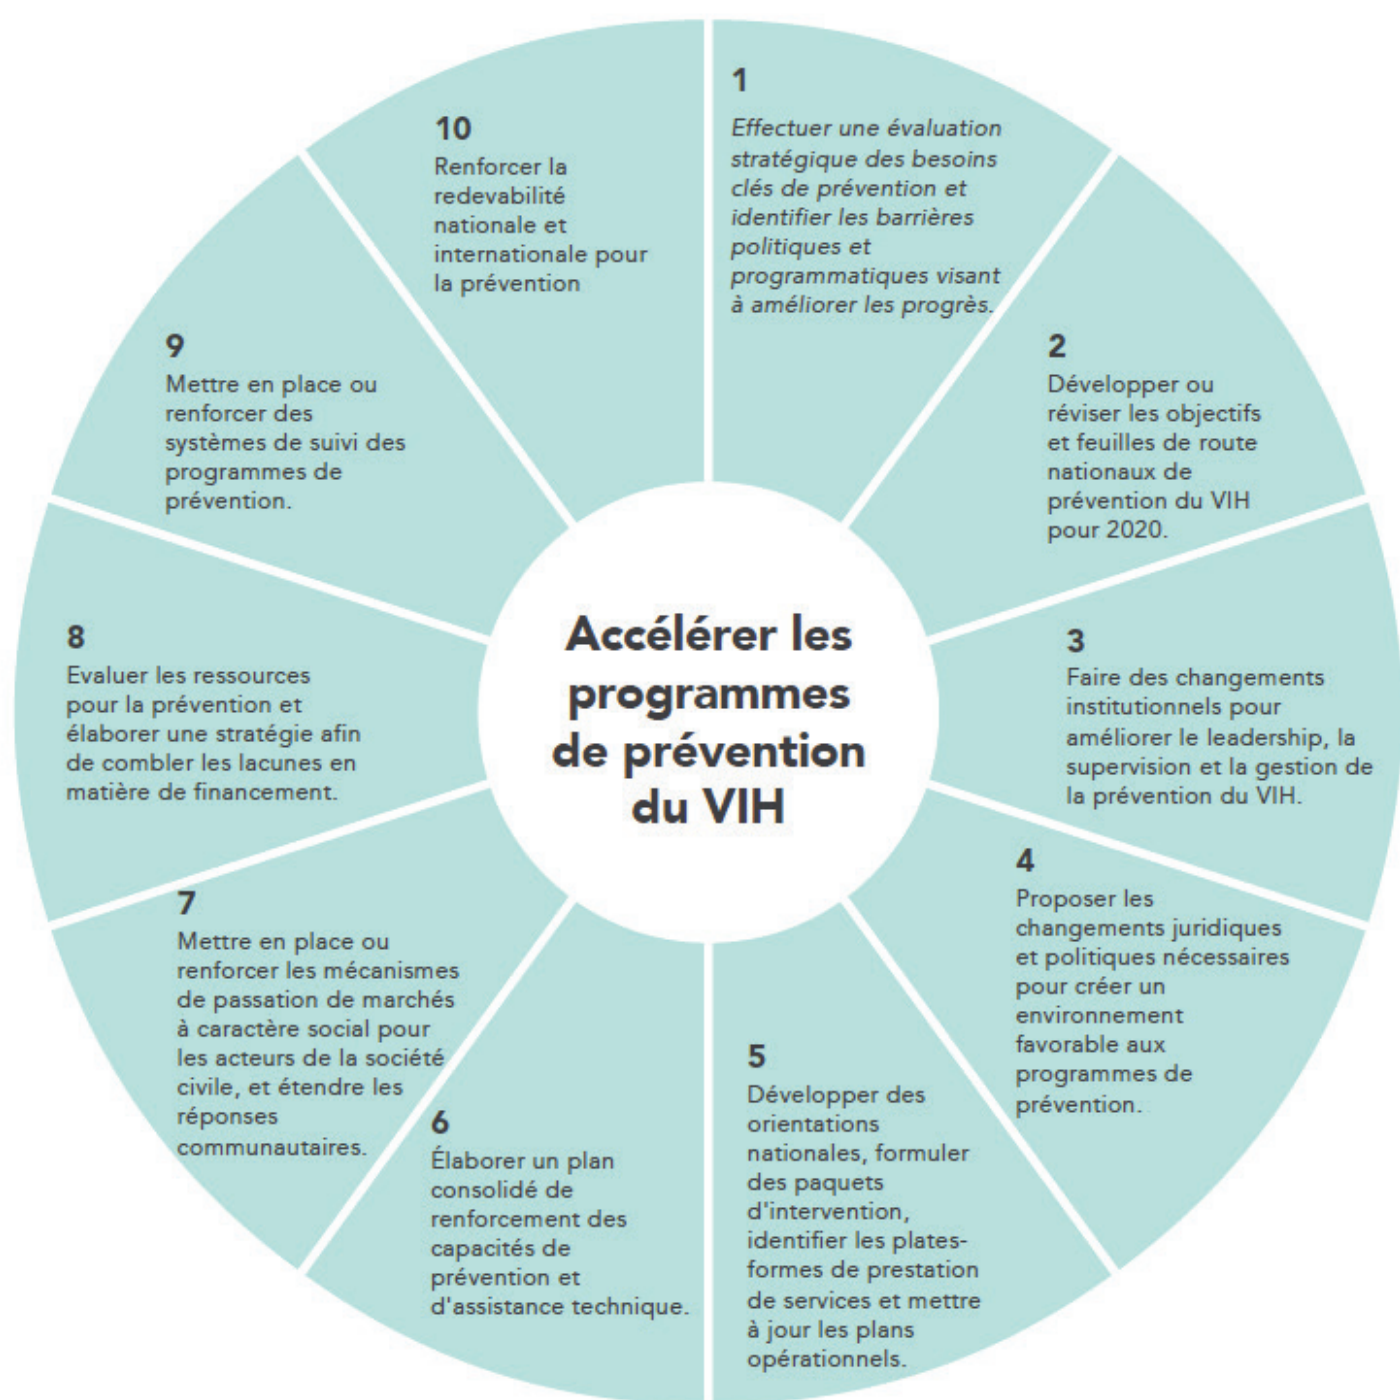 1
Effectuer une évaluation
stratégique des besoins
clés de prévention et
identifier les barrières
politiques et
programmatiques visant
à améliorer les progrès.
2
Développer ou
réviser les objectifs
et feuilles de route
nationaux de
prévention du VIH
pour 2020.
3
Faire des changements
institutionnels pour
améliorer le leadership, la
supervision et la gestion de
la prévention du VIH.
4
Proposer les
changements juridiques
et politiques nécessaires
pour créer un
environnement
favorable aux
programmes de
prévention.
5
Développer des
orientations
nationales, formuler
des paquets
d'intervention,
identifier les plates-
formes de prestation
de services et mettre
à jour les plans
opérationnels.
6
Élaborer un plan
consolidé de
renforcement des
capacités de
prévention et
d'assistance technique.
7
Mettre en place ou
renforcer les mécanismes
de passation de marchés
à caractère social pour
les acteurs de la société
civile, et étendre les
réponses
communautaires.
8
Evaluer les ressources
pour la prévention et
élaborer une stratégie afin
de combler les lacunes en
matière de financement.
9
Mettre en place ou
renforcer des
systèmes de suivi des
programmes de
prévention.
10
Renforcer la
redevabilité
nationale et
internationale pour
la prévention
Accélérer les
programmes
de prévention
du VIH